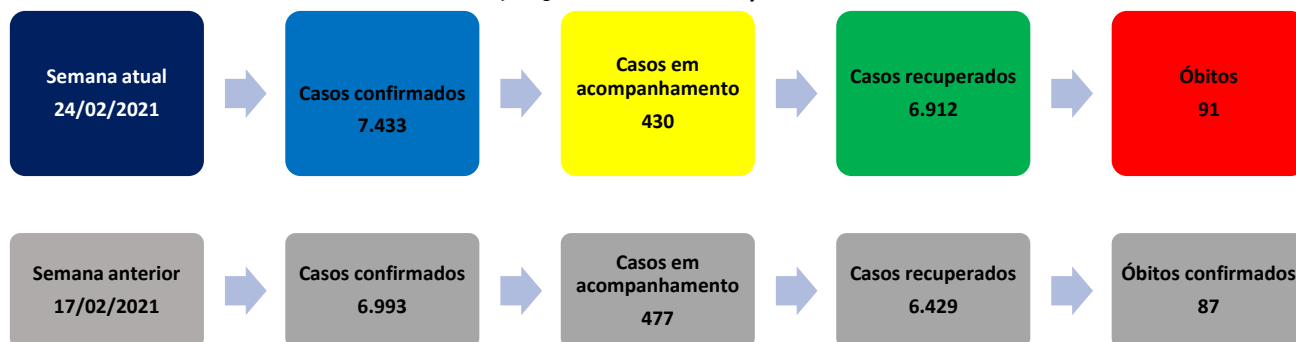 Semana atual
24/02/2021
Casos confirmados
7.433
Casos em
acompanhamento
430
Casos recuperados
6.912
Óbitos
91
Semana anterior
17/02/2021
Casos confirmados
6.993
Casos em
acompanhamento
477
Casos recuperados
6.429
Óbitos confirmados
87